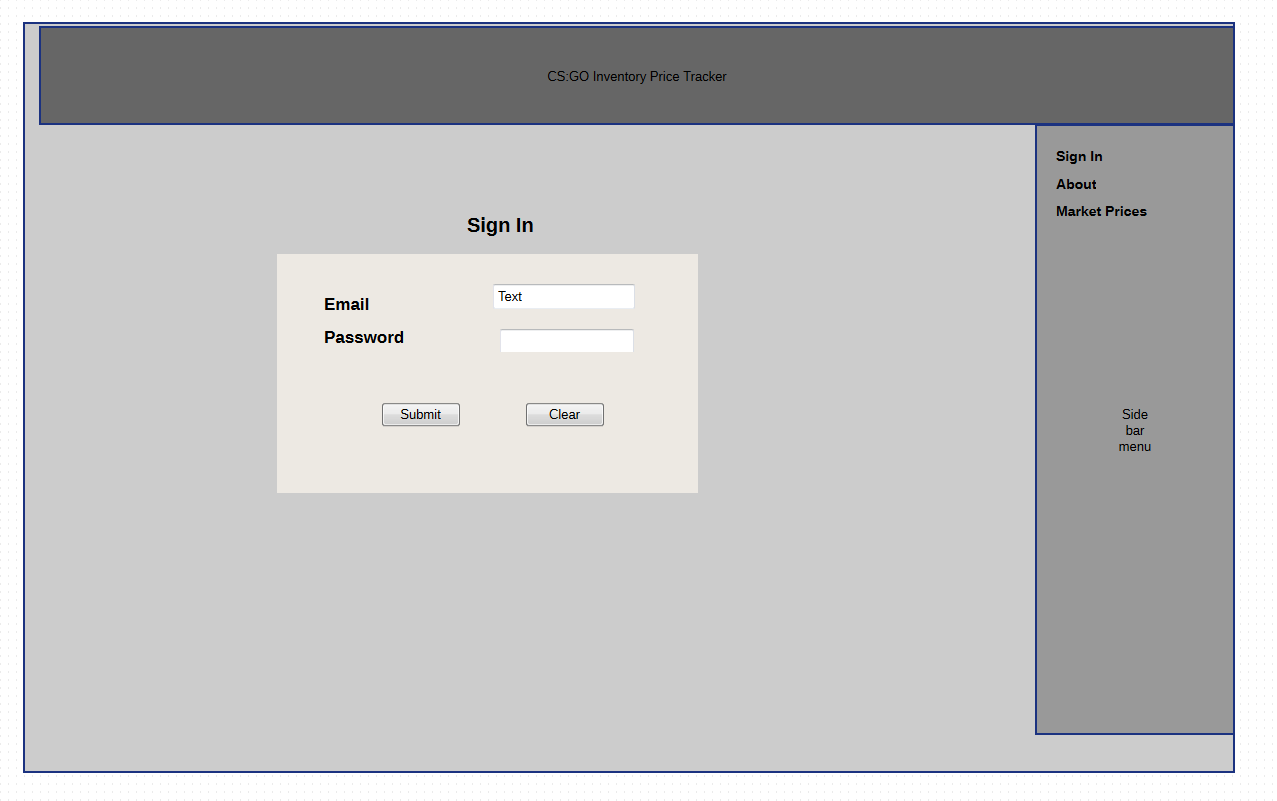 CS:GO Inventory Price Tracker
Sign In
About
Market Prices
Sign In
Email
Text
Password
Submit
Clear
Side
bar
menu